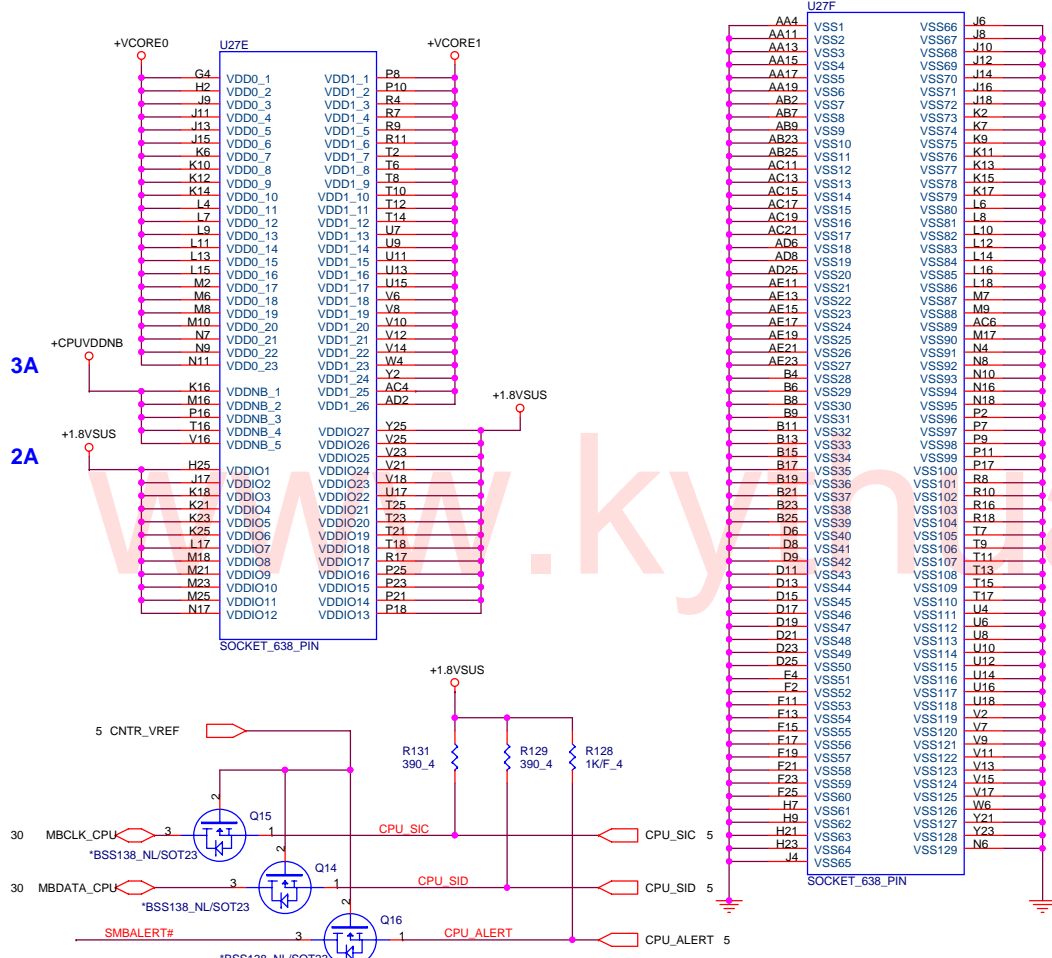 +VCORE0
U27E
+VCORE1
G4 VDD0_1 VDD1_1 P8
H2 VDD0_2 VDD1_2 P10
J9 VDD0_3 VDD1_3 R4
J11 VDD0_4 VDD1_4 R7
J13 VDD0_5 VDD1_5 R9
J15 VDD0_6 VDD1_6 R11
K6 VDD0_7 VDD1_7 T2
K10 VDD0_8 VDD1_8 T6
K12 VDD0_9 VDD1_9 T8
K14 VDD0_10 VDD1_10 T10
L4 VDD0_11 VDD1_11 T12
L7 VDD0_12 VDD1_12 T14
L9 VDD0_13 VDD1_13 U7
L11 VDD0_14 VDD1_14 U9
L13 VDD0_15 VDD1_15 U11
L15 VDD0_16 VDD1_16 U13
M2 VDD0_17 VDD1_17 U15
M6 VDD0_18 VDD1_18 V6
M8 VDD0_19 VDD1_19 V8
M10 VDD0_20 VDD1_20 V10
N7 VDD0_21 VDD1_21 V12
N9 VDD0_22 VDD1_22 V14
N11 VDD0_23 VDD1_23 W4
VDD1_24 Y2
+CPUVDDNB
3A
K16 VDDNB_1 VDD1_25 AC4
M16 VDDNB_2 VDD1_26 AD2
P16 VDDNB_3
T16 VDDNB_4 VDDIO27 Y25
V16 VDDNB_5 VDDIO26 V25
+1.8VSUS
+1.8VSUS
2A
VDDIO25 V23
H25 VDDIO1 VDDIO24 V21
J17 VDDIO2 VDDIO23 V18
K18 VDDIO3 VDDIO22 U17
K21 VDDIO4 VDDIO21 T25
K23 VDDIO5 VDDIO20 T23
K25 VDDIO6 VDDIO19 T21
L17 VDDIO7 VDDIO18 T18
M18 VDDIO8 VDDIO17 R17
M21 VDDIO9 VDDIO16 P25
M23 VDDIO10 VDDIO15 P23
M25 VDDIO11 VDDIO14 P21
N17 VDDIO12 VDDIO13 P18
SOCKET_638_PIN
U27F
AA4 VSS1 VSS66 J6
AA11 VSS2 VSS67 J8
AA13 VSS3 VSS68 J10
AA15 VSS4 VSS69 J12
AA17 VSS5 VSS70 J14
AA19 VSS6 VSS71 J16
AB2 VSS7 VSS72 J18
AB7 VSS8 VSS73 K2
AB9 VSS9 VSS74 K7
AB23 VSS10 VSS75 K9
AB25 VSS11 VSS76 K11
AC11 VSS12 VSS77 K13
AC13 VSS13 VSS78 K15
AC15 VSS14 VSS79 K17
AC17 VSS15 VSS80 L6
AC19 VSS16 VSS81 L8
AC21 VSS17 VSS82 L10
AD6 VSS18 VSS83 L12
AD8 VSS19 VSS84 L14
AD25 VSS20 VSS85 L16
AE11 VSS21 VSS86 L18
AE13 VSS22 VSS87 M7
AE15 VSS23 VSS88 M9
AE17 VSS24 VSS89 AC6
AE19 VSS25 VSS90 M17
AE21 VSS26 VSS91 N4
AE23 VSS27 VSS92 N8
B4 VSS28 VSS93 N10
B6 VSS29 VSS94 N16
B8 VSS30 VSS95 N18
B9 VSS31 VSS96 P2
B11 VSS32 VSS97 P7
B13 VSS33 VSS98 P9
B15 VSS34 VSS99 P11
B17 VSS35 VSS100 P17
B19 VSS36 VSS101 R8
B21 VSS37 VSS102 R10
B23 VSS38 VSS103 R16
B25 VSS39 VSS104 R18
D6 VSS40 VSS105 T7
D8 VSS41 VSS106 T9
D9 VSS42 VSS107 T11
D11 VSS43 VSS108 T13
D13 VSS44 VSS109 T15
D15 VSS45 VSS110 T17
D17 VSS46 VSS111 U4
D19 VSS47 VSS112 U6
D21 VSS48 VSS113 U8
D23 VSS49 VSS114 U10
D25 VSS50 VSS115 U12
E4 VSS51 VSS116 U14
F2 VSS52 VSS117 U16
F11 VSS53 VSS118 U18
F13 VSS54 VSS119 V2
F15 VSS55 VSS120 V7
F17 VSS56 VSS121 V9
F19 VSS57 VSS122 V11
F21 VSS58 VSS123 V13
F23 VSS59 VSS124 V15
F25 VSS60 VSS125 V17
H7 VSS61 VSS126 W6
H9 VSS62 VSS127 Y21
H21 VSS63 VSS128 Y23
H23 VSS64 VSS129 N6
J4 VSS65
SOCKET_638_PIN
+1.8VSUS
5 CNTR_VREF
R131 390_4
R129 390_4
R128 1K/F_4
2 Q15
30 MBCLK_CPU 3 1 CPU_SIC CPU_SIC 5
*BSS138_NL/SOT23
2 Q14
30 MBDATA_CPU 3 1 CPU_SID CPU_SID 5
*BSS138_NL/SOT23
2 Q16
SMBALERT# 3 1 CPU_ALERT CPU_ALERT 5
*BSS138_NL/SOT23
www.kythu